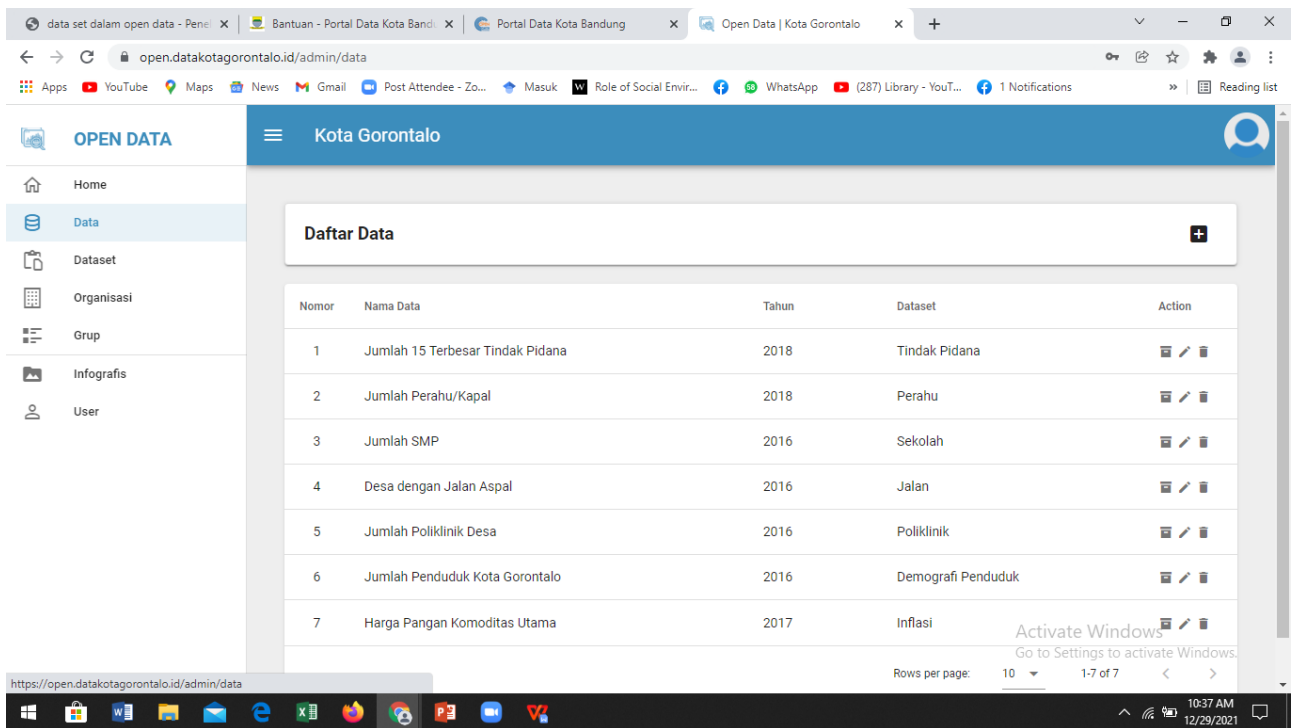 data set dalam open data - Penel
Bantuan - Portal Data Kota Bandu
Portal Data Kota Bandung
Open Data | Kota Gorontalo
open.datakotagorontalo.id/admin/data
Apps YouTube Maps News Gmail Post Attendee - Zo... Masuk W Role of Social Envir... 58 WhatsApp (287) Library - YouT... 1 Notifications » Reading list
OPEN DATA
Kota Gorontalo
Home
Data
Dataset
Organisasi
Grup
Infografis
User
Daftar Data
Nomor Nama Data Tahun Dataset Action
1 Jumlah 15 Terbesar Tindak Pidana 2018 Tindak Pidana
2 Jumlah Perahu/Kapal 2018 Perahu
3 Jumlah SMP 2016 Sekolah
4 Desa dengan Jalan Aspal 2016 Jalan
5 Jumlah Poliklinik Desa 2016 Poliklinik
6 Jumlah Penduduk Kota Gorontalo 2016 Demografi Penduduk
7 Harga Pangan Komoditas Utama 2017 Inflasi
Activate Windows
Go to Settings to activate Windows.
Rows per page: 10 1-7 of 7
https://open.datakotagorontalo.id/admin/data
10:37 AM
12/29/2021